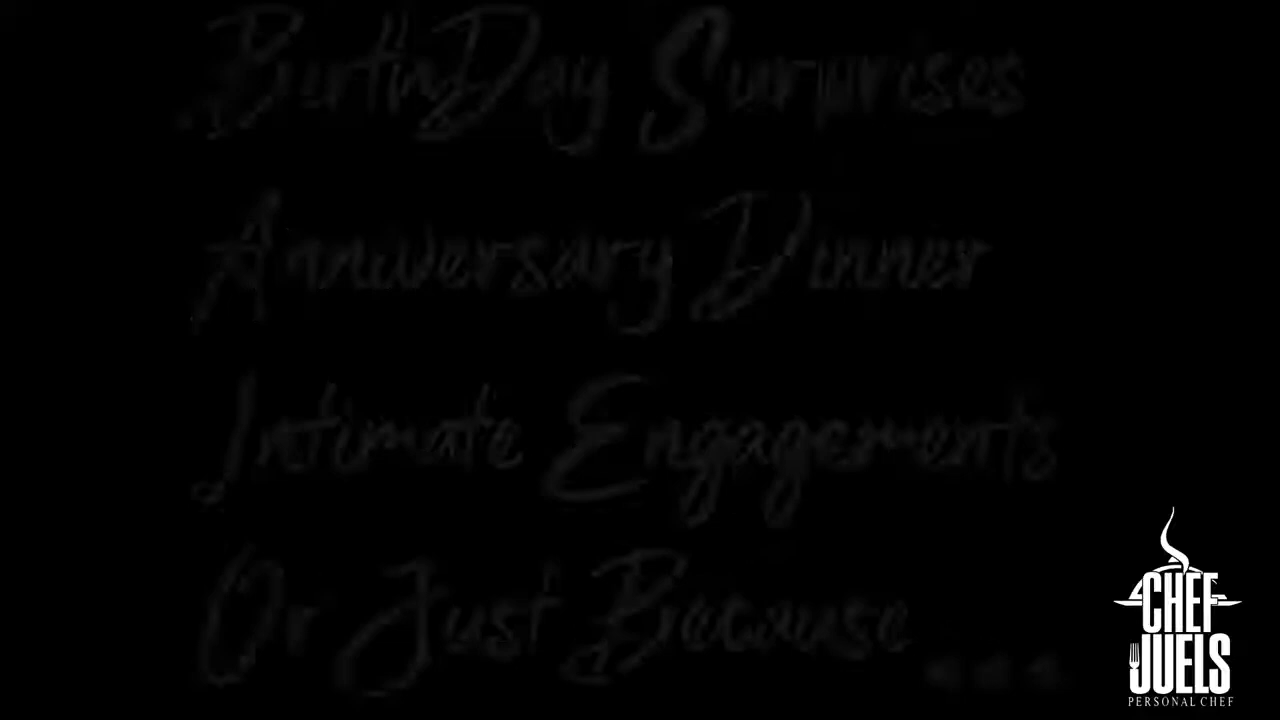 BirthDay Surprises
Anniversary Dinner
Intimate Engagements
Or Just Because...
CHEF
JUELS
PERSONAL CHEF